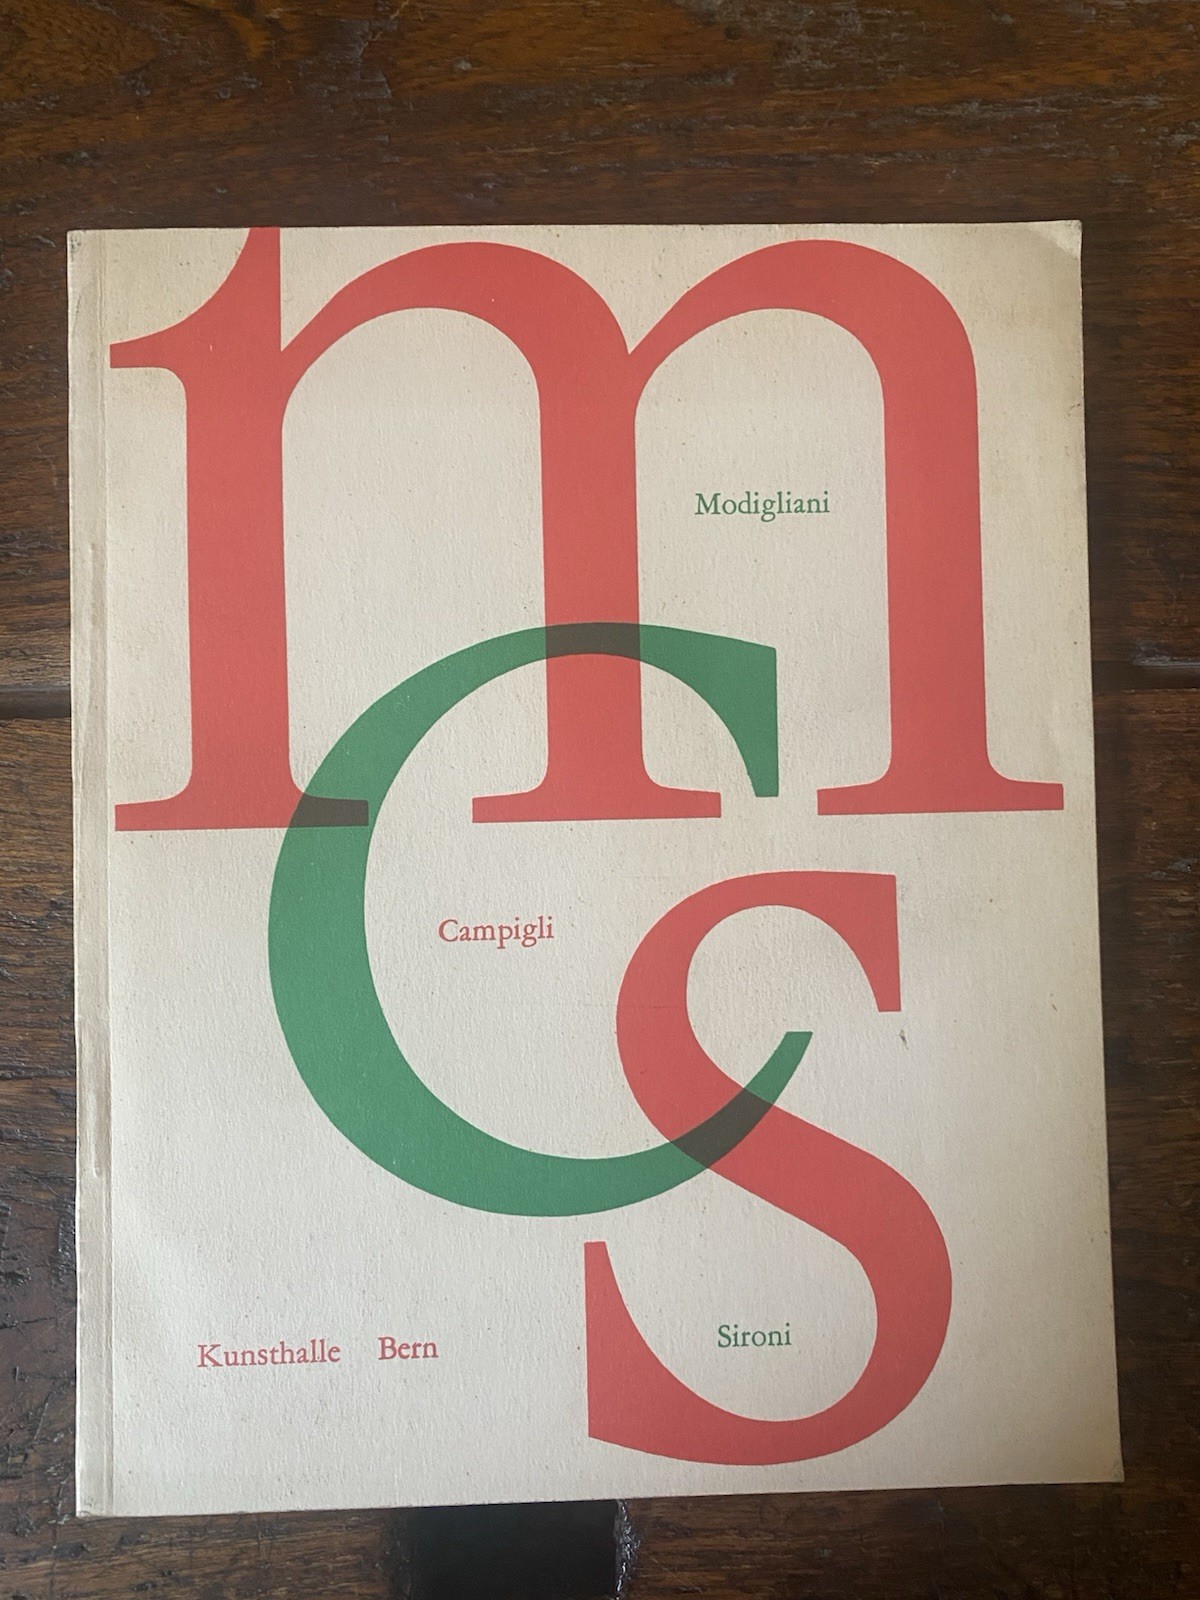 m
Modigliani
c
Campigli
s
Sironi
Kunsthalle Bern